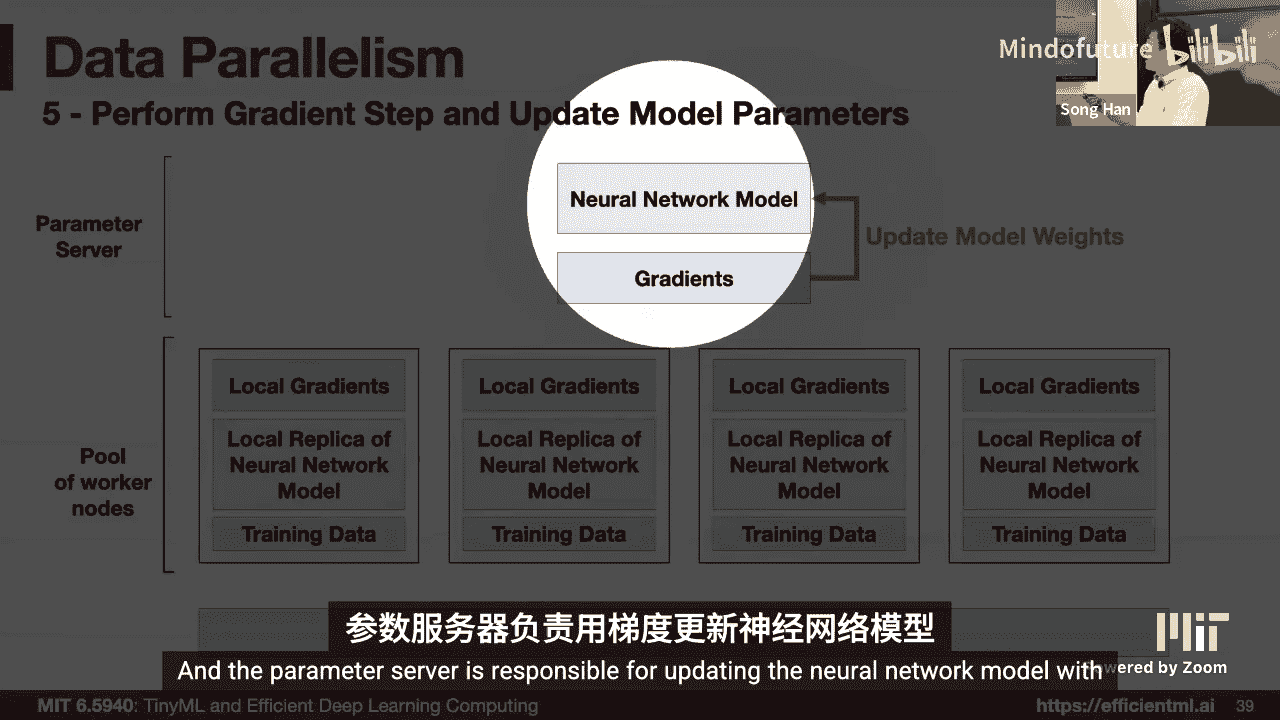 Data Parallelism
Mindofuture bilibili
Song Han
5 - Perform Gradient Step and Update Model Parameters
Parameter
Server
Neural Network Model
Gradients
Update Model Weights
Pool
of worker
nodes
Local Gradients
Local Replica of
Neural Network
Model
Training Data
Local Gradients
Local Replica of
Neural Network
Model
Training Data
Local Gradients
Local Replica of
Neural Network
Model
Training Data
Local Gradients
Local Replica of
Neural Network
Model
Training Data
参数服务器负责用梯度更新神经网络模型
And the parameter server is responsible for updating the neural network model with
MIT
wered by Zoom
MIT 6.5940: TinyML and Efficient Deep Learning Computing
https://efficientml.ai
39